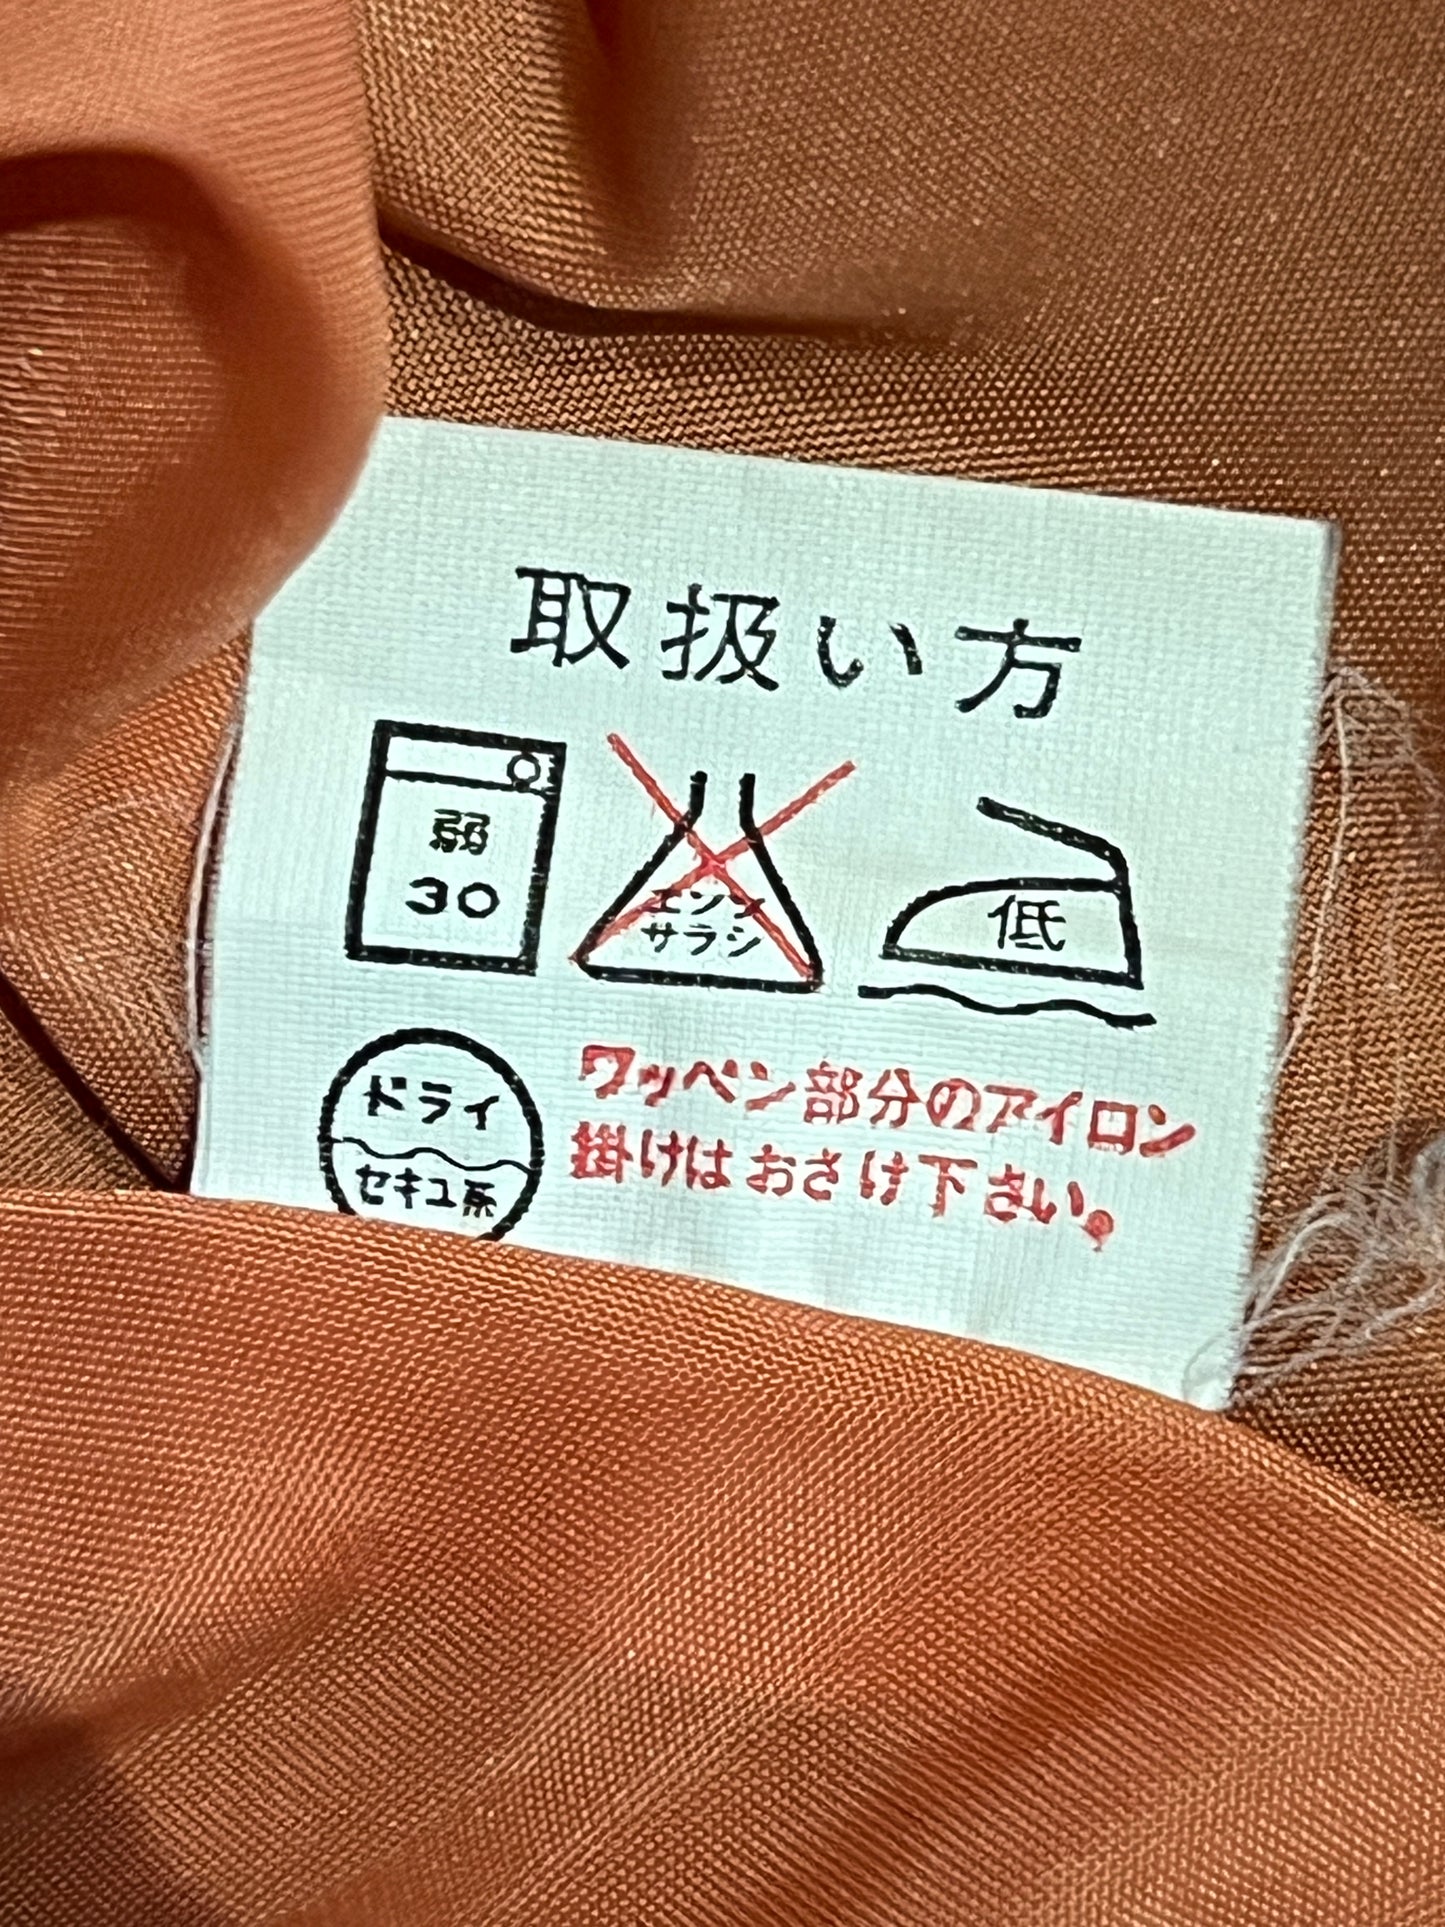 取扱い方
弱
30
エンソ
サラシ
低
ドライ
セキユ系
ワッペン部分のアイロン
掛けはおさけ下さい。